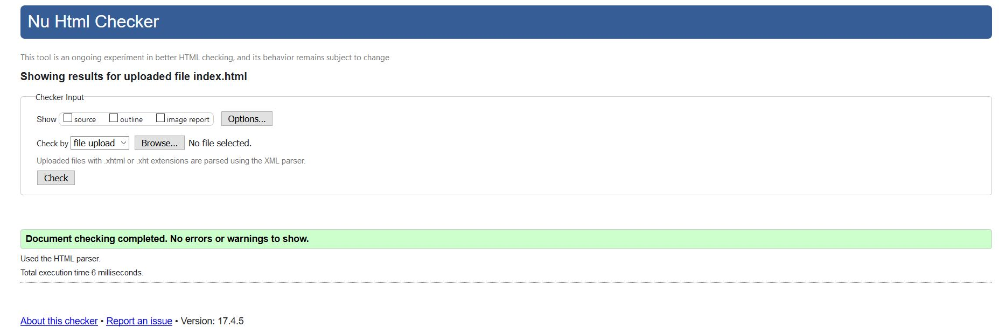 Nu Html Checker
This tool is an ongoing experiment in better HTML checking, and its behavior remains subject to change
Showing results for uploaded file index.html
Checker Input
Show source outline image report Options...
Check by file upload Browse... No file selected.
Uploaded files with .xhtml or .xht extensions are parsed using the XML parser.
Check
Document checking completed. No errors or warnings to show.
Used the HTML parser.
Total execution time 6 milliseconds.
About this checker • Report an issue • Version: 17.4.5